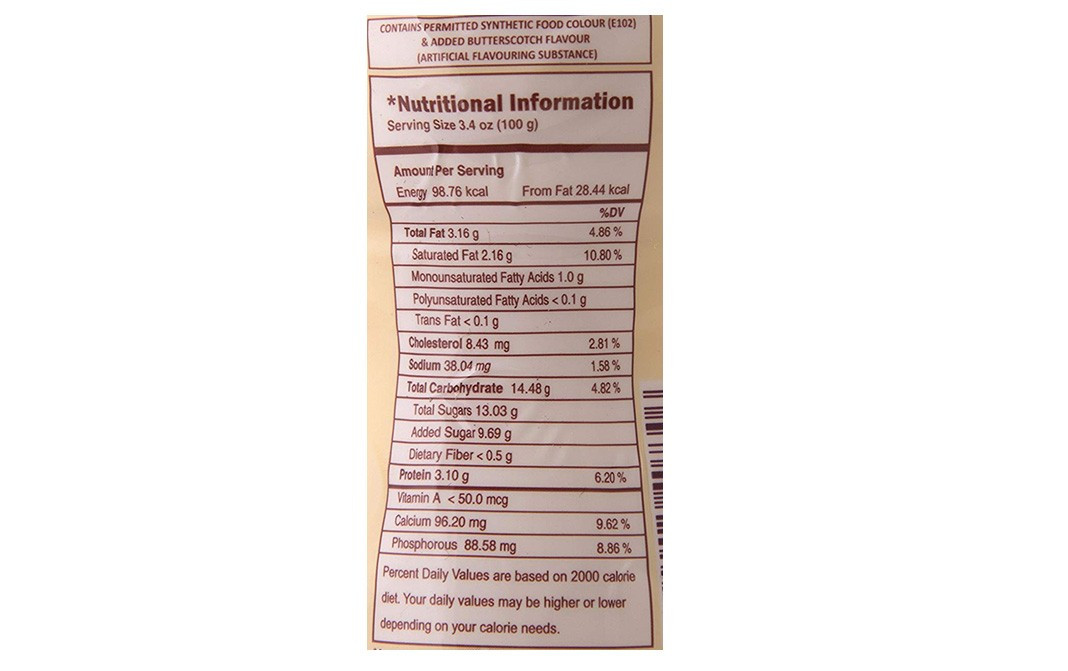 CONTAINS PERMITTED SYNTHETIC FOOD COLOUR (E102)
& ADDED BUTTERSCOTCH FLAVOUR
(ARTIFICIAL FLAVOURING SUBSTANCE)
*Nutritional Information
Serving Size 3.4 oz (100 g)
Amount Per Serving
Energy 98.76 kcal From Fat 28.44 kcal
%DV
Total Fat 3.16 g 4.86 %
Saturated Fat 2.16 g 10.80 %
Monounsaturated Fatty Acids 1.0 g
Polyunsaturated Fatty Acids < 0.1 g
Trans Fat < 0.1 g
Cholesterol 8.43 mg 2.81 %
Sodium 38.04 mg 1.58 %
Total Carbohydrate 14.48 g 4.82 %
Total Sugars 13.03 g
Added Sugar 9.69 g
Dietary Fiber < 0.5 g
Protein 3.10 g 6.20 %
Vitamin A < 50.0 mcg
Calcium 96.20 mg 9.62 %
Phosphorous 88.58 mg 8.86 %
Percent Daily Values are based on 2000 calorie
diet. Your daily values may be higher or lower
depending on your calorie needs.